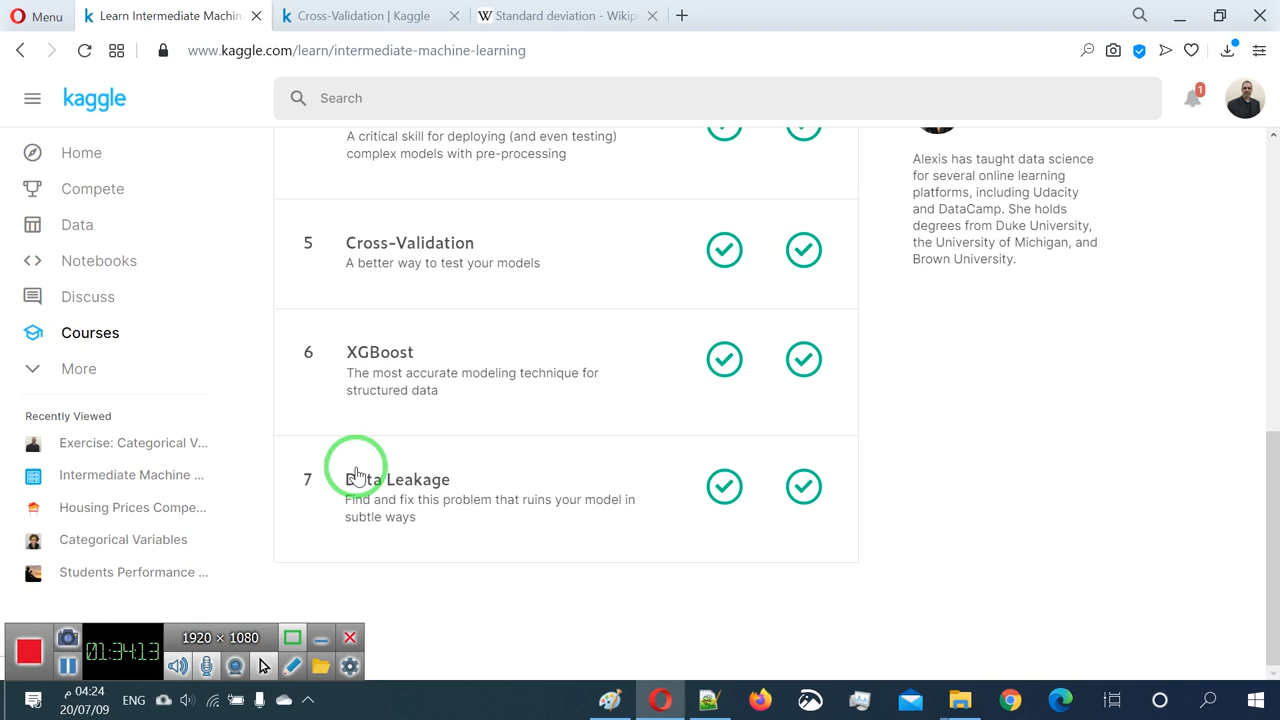 Menu
Learn Intermediate Machin
Cross-Validation | Kaggle
Standard deviation - Wikipe
www.kaggle.com/learn/intermediate-machine-learning
kaggle
Search
1
Home
Compete
Data
Notebooks
Discuss
Courses
More
Recently Viewed
Exercise: Categorical V...
Intermediate Machine ...
Housing Prices Compe...
Categorical Variables
Students Performance ...
A critical skill for deploying (and even testing)
complex models with pre-processing
5
Cross-Validation
A better way to test your models
6
XGBoost
The most accurate modeling technique for
structured data
7
Data Leakage
Find and fix this problem that ruins your model in
subtle ways
Alexis has taught data science
for several online learning
platforms, including Udacity
and DataCamp. She holds
degrees from Duke University,
the University of Michigan, and
Brown University.
01:34:13
1920 × 1080
04:24 م
20/07/09
ENG